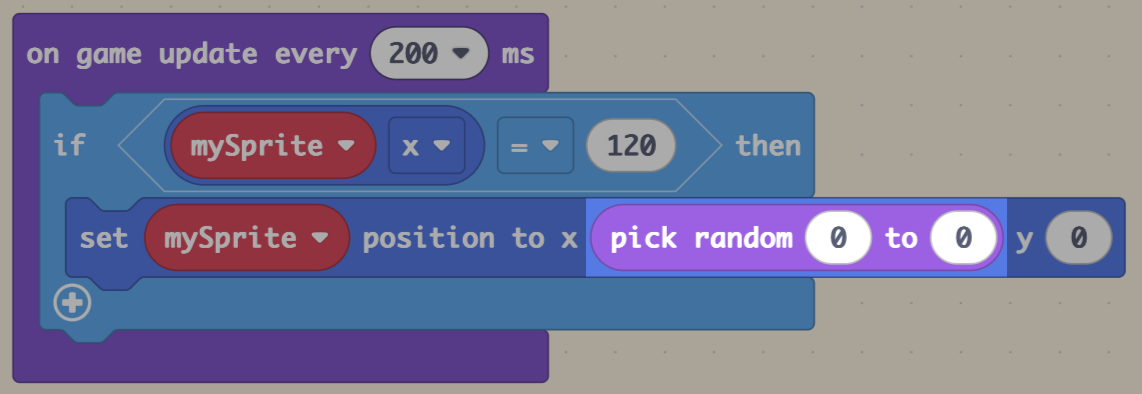 on game update every 200 ms
if mySprite x = 120 then
set mySprite position to x pick random 0 to 0 y 0